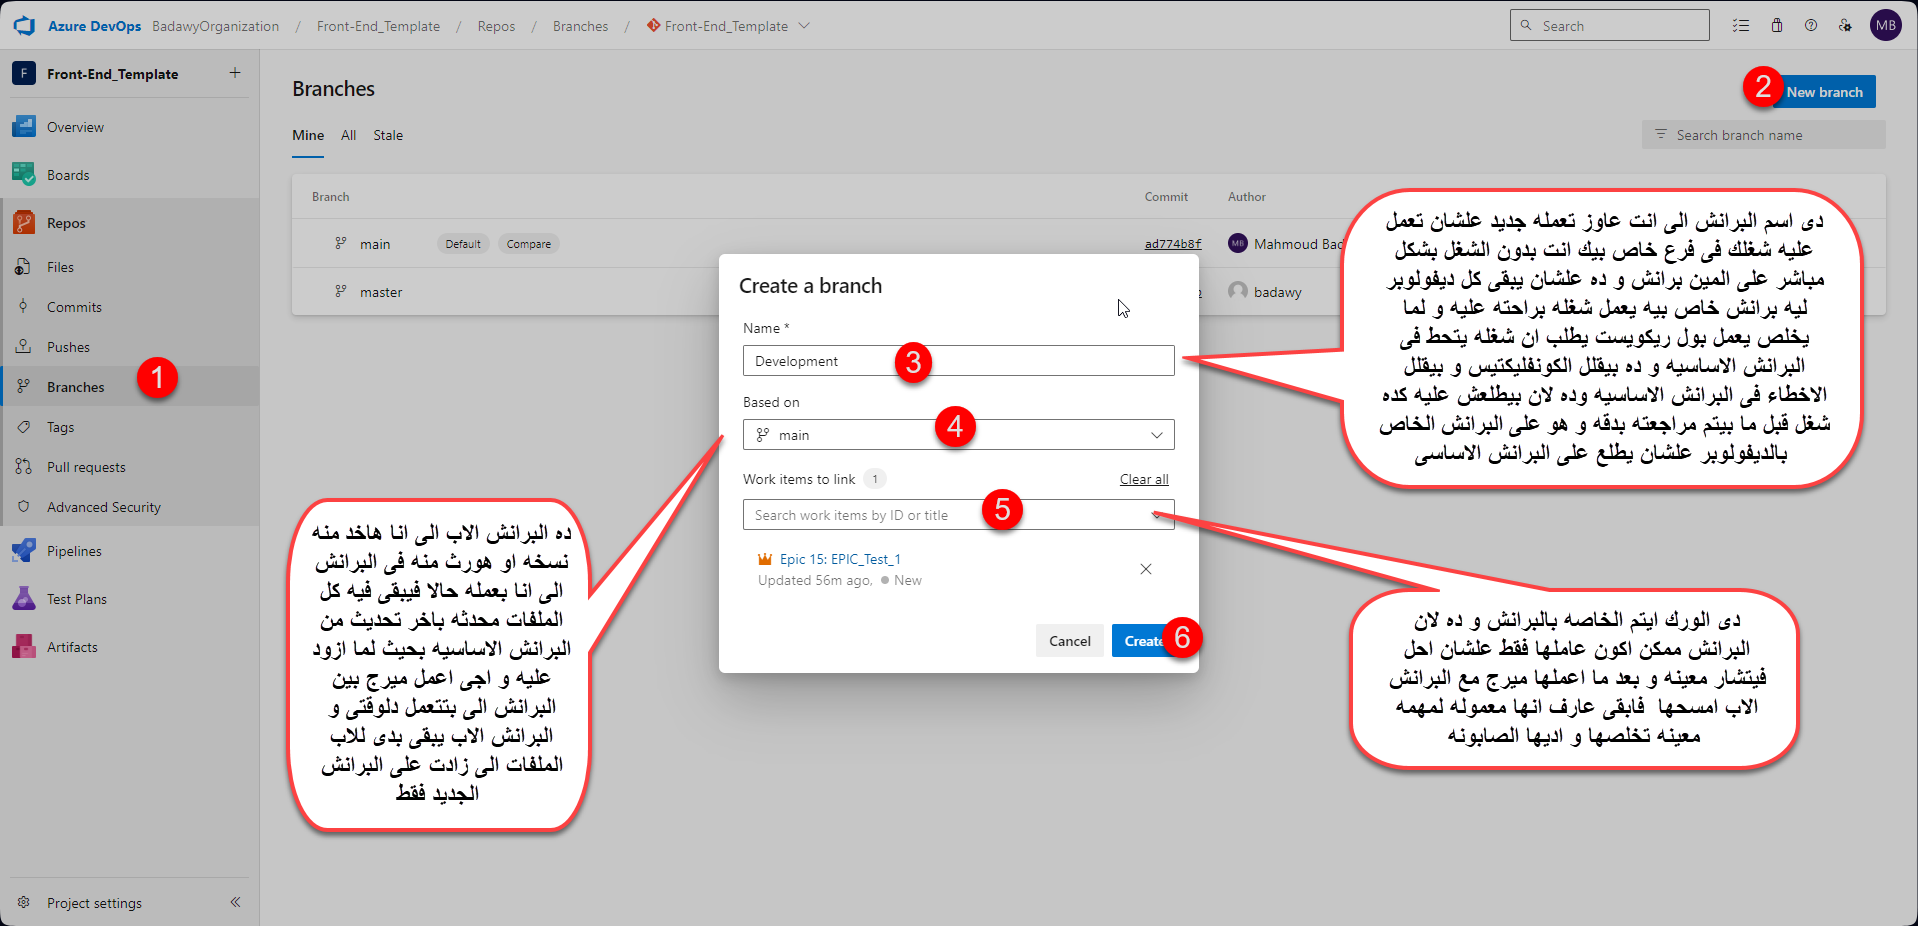 Azure DevOps BadawyOrganization / Front-End_Template / Repos / Branches / Front-End_Template
Search
MB
F Front-End_Template +
Overview
Boards
Repos
Files
Commits
Pushes
Branches
1
Tags
Pull requests
Advanced Security
Pipelines
Test Plans
Artifacts
Project settings
Branches
2
New branch
Mine All Stale
Search branch name
Branch Commit Author
main Default Compare ad774b8f MB Mahmoud Bad
master badawy
Create a branch
Name *
Development
3
Based on
main
4
Work items to link 1 Clear all
Search work items by ID or title
5
Epic 15: EPIC_Test_1
Updated 56m ago, New
Cancel
Create
6
دى اسم البرانش الى انت عاوز تعمله جديد علشان تعمل
عليه شغلك فى فرع خاص بيك انت بدون الشغل بشكل
مباشر على المين برانش و ده علشان يبقى كل ديفولوبر
ليه برانش خاص بيه يعمل شغله براحته عليه و لما
يخلص يعمل بول ريكويست يطلب ان شغله يتحط فى
البرانش الاساسيه و ده بيقلل الكونفليكتيس و بيقلل
الاخطاء فى البرانش الاساسيه وده لان بيطلعش عليه كده
شغل قبل ما بيتم مراجعته بدقه و هو على البرانش الخاص
بالديفولوبر علشان يطلع على البرانش الاساسى
ده البرانش الاب الى انا هاخد منه
نسخه او هورث منه فى البرانش
الى انا بعمله حالا فيبقى فيه كل
الملفات محدثه باخر تحديث من
البرانش الاساسيه بحيث لما ازود
عليه و اجى اعمل ميرج بين
البرانش الى بتتعمل دلوقتى و
البرانش الاب يبقى بدى للاب
الملفات الى زادت على البرانش
الجديد فقط
دى الورك ايتم الخاصه بالبرانش و ده لان
البرانش ممكن اكون عاملها فقط علشان احل
فيتشار معينه و بعد ما اعملها ميرج مع البرانش
الاب امسحها فابقى عارف انها معموله لمهمه
معينه تخلصها و اديها الصابونه